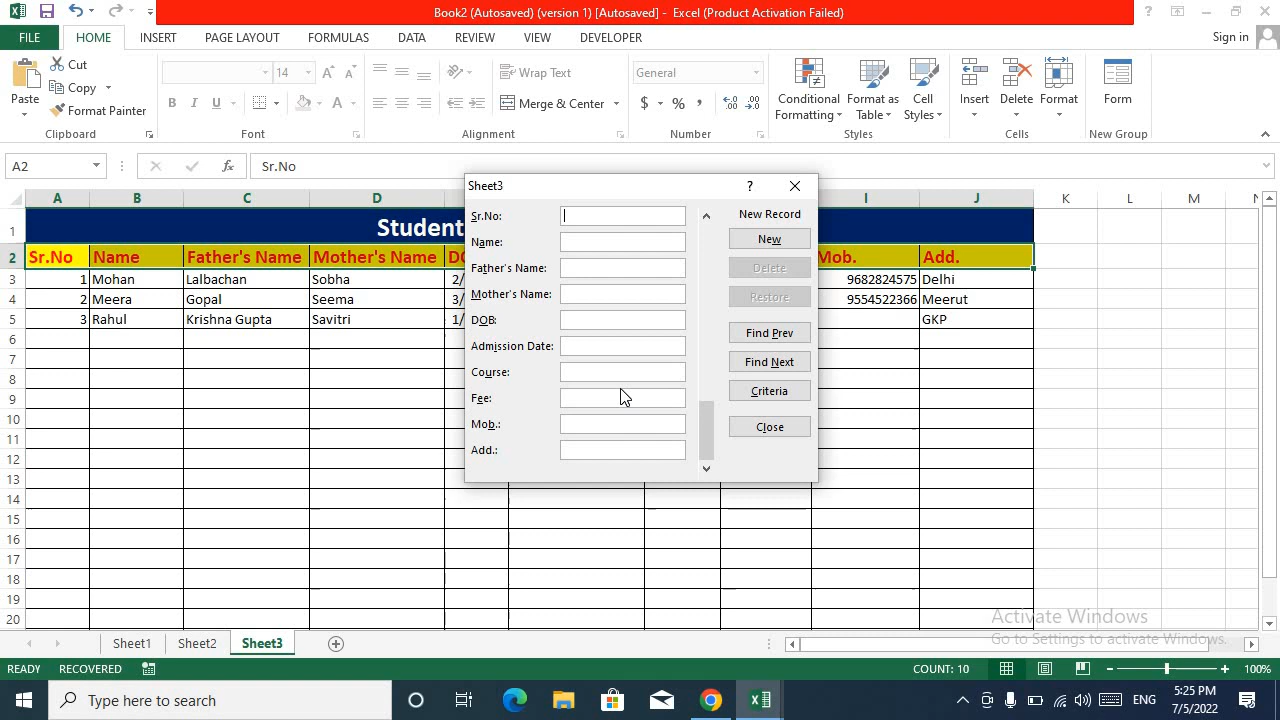 Book2 (Autosaved) (version 1) [Autosaved] - Excel (Product Activation Failed)
FILE HOME INSERT PAGE LAYOUT FORMULAS DATA REVIEW VIEW DEVELOPER Sign in
Paste Cut Copy Format Painter
14
Wrap Text
Merge & Center
General
$ %
Conditional Formatting
Format as Table
Cell Styles
Insert Delete Format Form
Clipboard Font Alignment Number Styles Cells New Group
A2 fx Sr.No
A B C D I J K L M N
1 Student
2 Sr.No Name Father's Name Mother's Name Mob. Add.
3 1 Mohan Lalbachan Sobha 2/ 9682824575 Delhi
4 2 Meera Gopal Seema 3/ 9554522366 Meerut
5 3 Rahul Krishna Gupta Savitri 1/ GKP
6
7
8
9
10
11
12
13
14
15
16
17
18
19
20
Sheet3 ?
Sr.No: New Record
Name: New
Father's Name: Delete
Mother's Name: Restore
DOB: Find Prev
Admission Date:
Course: Find Next
Fee: Criteria
Mob.: Close
Add.:
Activate Windows
Go to Settings to activate Windows.
Sheet1 Sheet2 Sheet3
READY RECOVERED COUNT: 10 100%
Type here to search
ENG
5:25 PM
7/5/2022